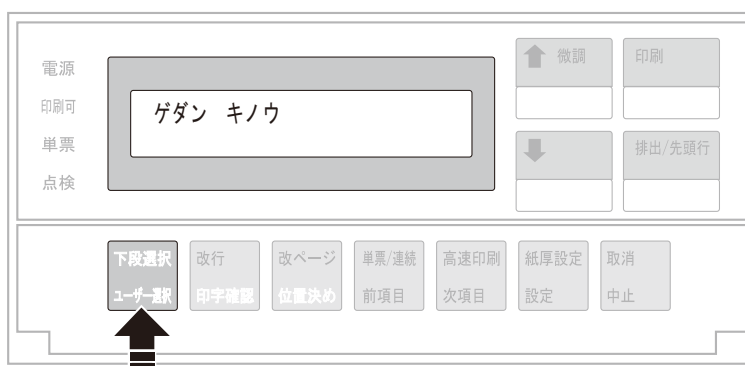 電源
印刷可
単票
点検
ゲダン キノウ
微調
印刷
排出/先頭行
下段選択
ユーザー選択
改行
印字確認
改ページ
位置決め
単票/連続
前項目
高速印刷
次項目
紙厚設定
設定
取消
中止